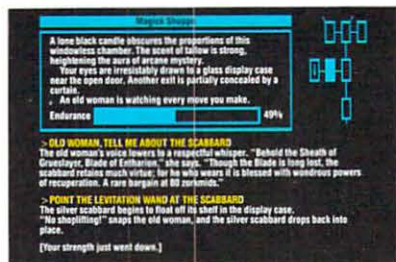 Magick Shoppe
A lone black candle obscures the proportions of this
windowless chamber. The scent of tallow is strong,
heightening the aura of arcane mystery.
Your eyes are irresistably drawn to a glass display case
near the open door. Another exit is partially concealed by a
curtain.
An old woman is watching every move you make.
Endurance 49%
> OLD WOMAN, TELL ME ABOUT THE SCABBARD
The old woman's voice lowers to a respectful whisper. "Behold the Sheath of
Grueslayer, Blade of Entharion," she says. "Though the Blade is long lost, the
scabbard retains much virtue; for he who wears it is blessed with wondrous powers
of recuperation. A rare bargain at 80 zorkmids."
> POINT THE LEVITATION WAND AT THE SCABBARD
The silver scabbard begins to float off its shelf in the display case.
"No shoplifting!" snaps the old woman, and the silver scabbard drops back into
place.
[Your strength just went down.]